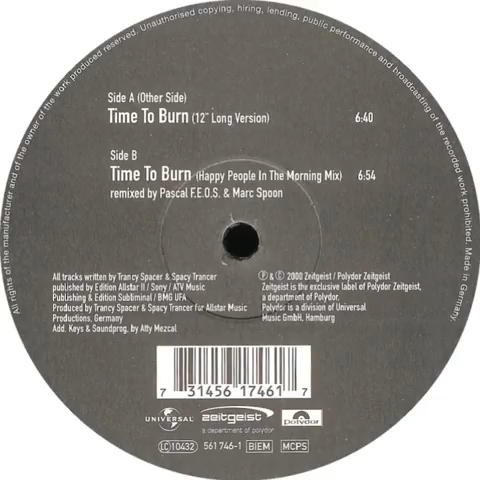 All rights of the manufacturer and of the owner of the work produced reserved. Unauthorised copying, hiring, lending, public performance and broadcasting of the recorded work prohibited. Made in Germany.
Side A (Other Side)
Time To Burn (12" Long Version) 6:40
Side B
Time To Burn (Happy People In The Morning Mix) 6:54
remixed by Pascal F.E.O.S. & Marc Spoon
All tracks written by Trancy Spacer & Spacy Trancer
published by Edition Allstar II / Sony / ATV Music
Publishing & Edition Subliminal / BMG UFA
Produced by Trancy Spacer & Spacy Trancer for Allstar Music
Productions, Germany
Add. Keys & Soundprog. by Atty Mezcal
℗ & © 2000 Zeitgeist / Polydor Zeitgeist
Zeitgeist is the exclusive label of Polydor Zeitgeist,
a department of Polydor.
Polydor is a division of Universal
Music GmbH, Hamburg
7 31456 17461 7
UNIVERSAL
zeitgeist
a department of polydor
polydor
LC 10432 561 746-1 BIEM MCPS